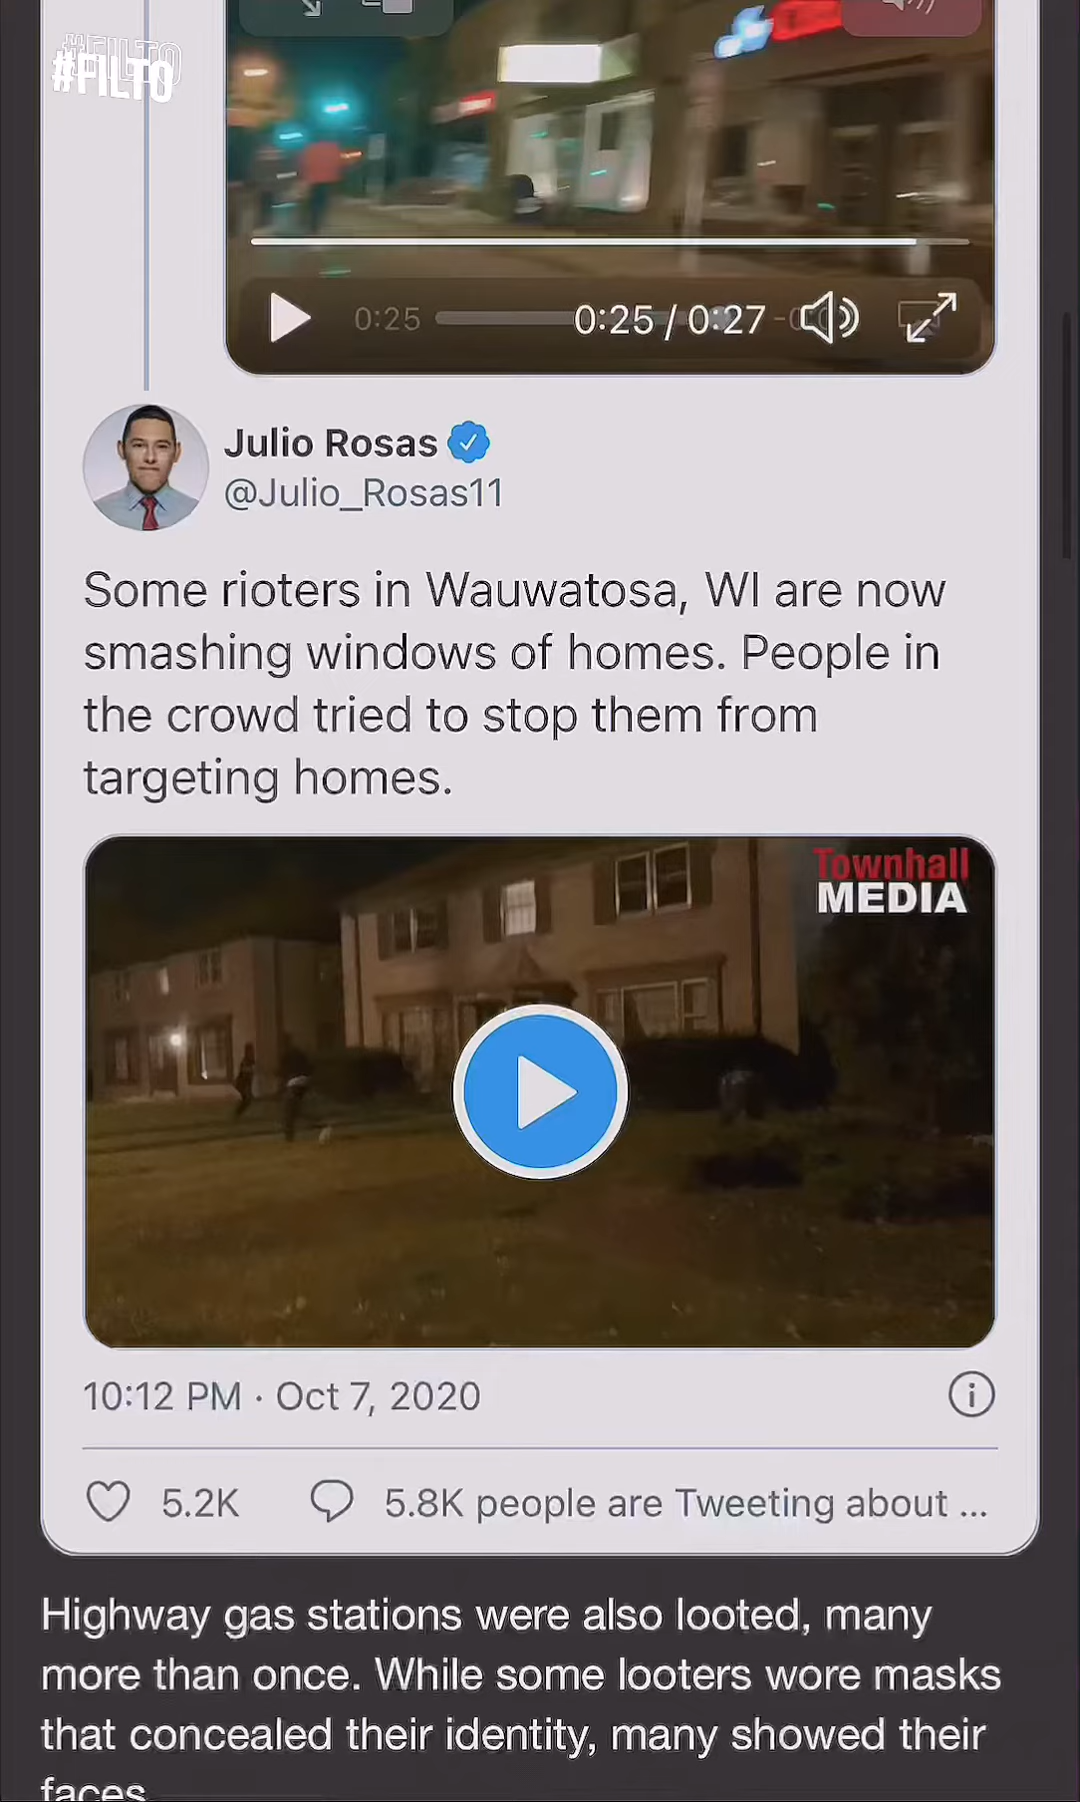 #FILTO
0:25
0:25 / 0:27
Julio Rosas
@Julio_Rosas11
Some rioters in Wauwatosa, WI are now
smashing windows of homes. People in
the crowd tried to stop them from
targeting homes.
Townhall
MEDIA
10:12 PM · Oct 7, 2020
5.2K
5.8K people are Tweeting about ...
Highway gas stations were also looted, many
more than once. While some looters wore masks
that concealed their identity, many showed their
faces